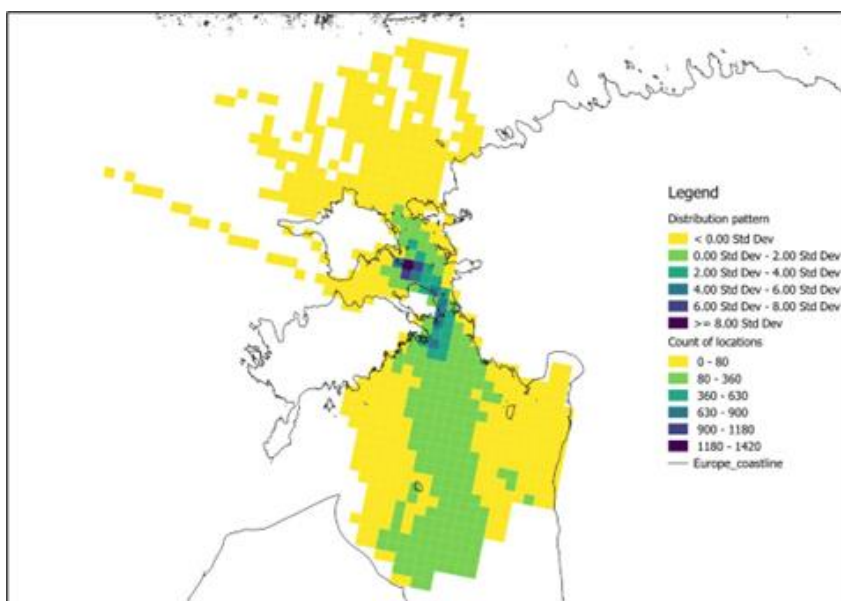 Legend
Distribution pattern
< 0.00 Std Dev
0.00 Std Dev - 2.00 Std Dev
2.00 Std Dev - 4.00 Std Dev
4.00 Std Dev - 6.00 Std Dev
6.00 Std Dev - 8.00 Std Dev
>= 8.00 Std Dev
Count of locations
0 - 80
80 - 360
360 - 630
630 - 900
900 - 1180
1180 - 1420
Europe_coastline